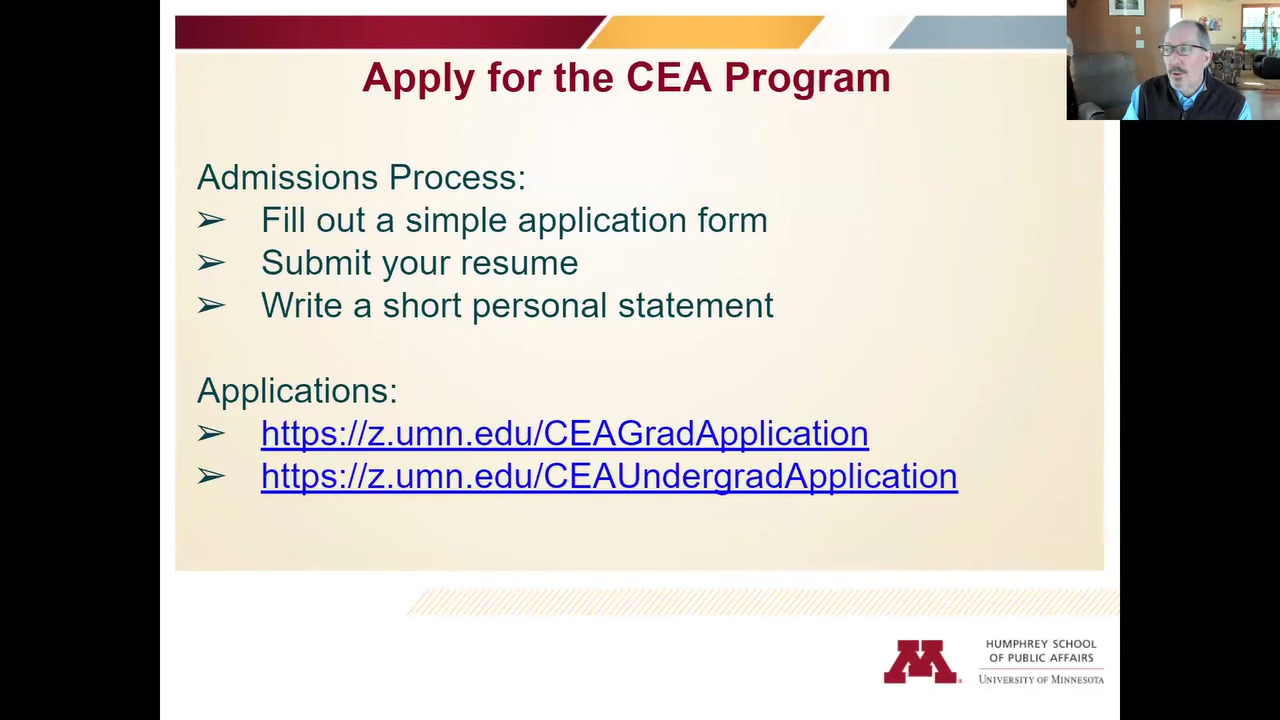 Apply for the CEA Program
Admissions Process:
➢ Fill out a simple application form
➢ Submit your resume
➢ Write a short personal statement
Applications:
➢ https://z.umn.edu/CEAGradApplication
➢ https://z.umn.edu/CEAUndergradApplication
M
HUMPHREY SCHOOL
OF PUBLIC AFFAIRS
UNIVERSITY OF MINNESOTA